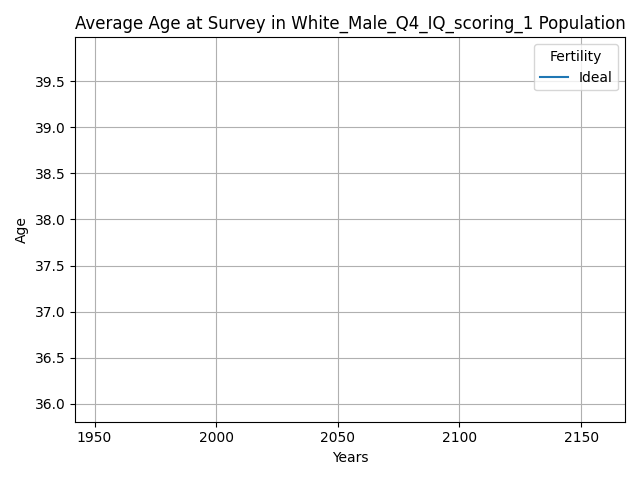 Average Age at Survey in White_Male_Q4_IQ_scoring_1 Population
Fertility
Ideal
39.5
39.0
38.5
38.0
37.5
37.0
36.5
36.0
Age
1950 2000 2050 2100 2150
Years